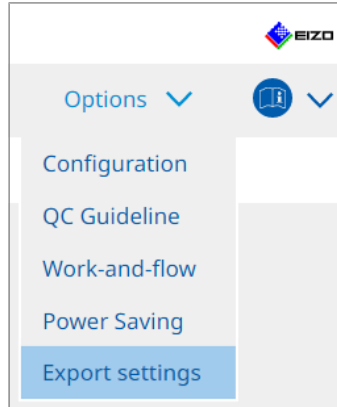 EIZO
Options
Configuration
QC Guideline
Work-and-flow
Power Saving
Export settings